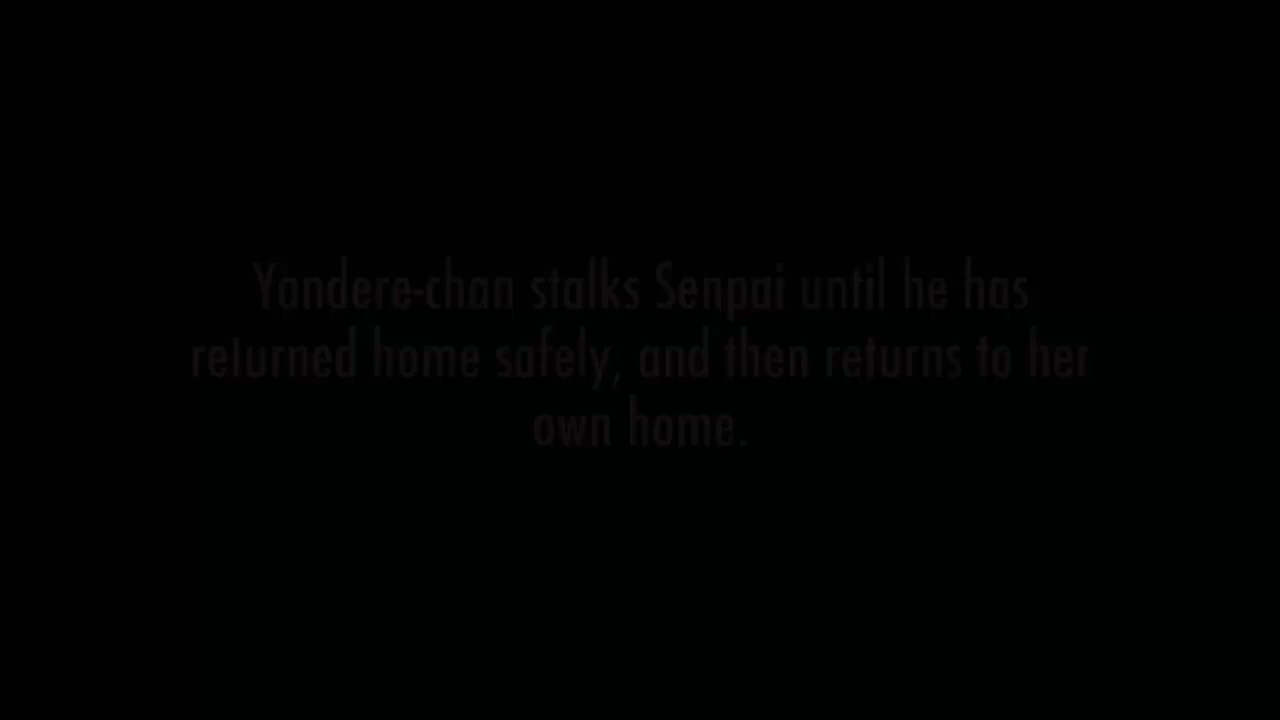 Yandere-chan stalks Senpai until he has
returned home safely, and then returns to her
own home.